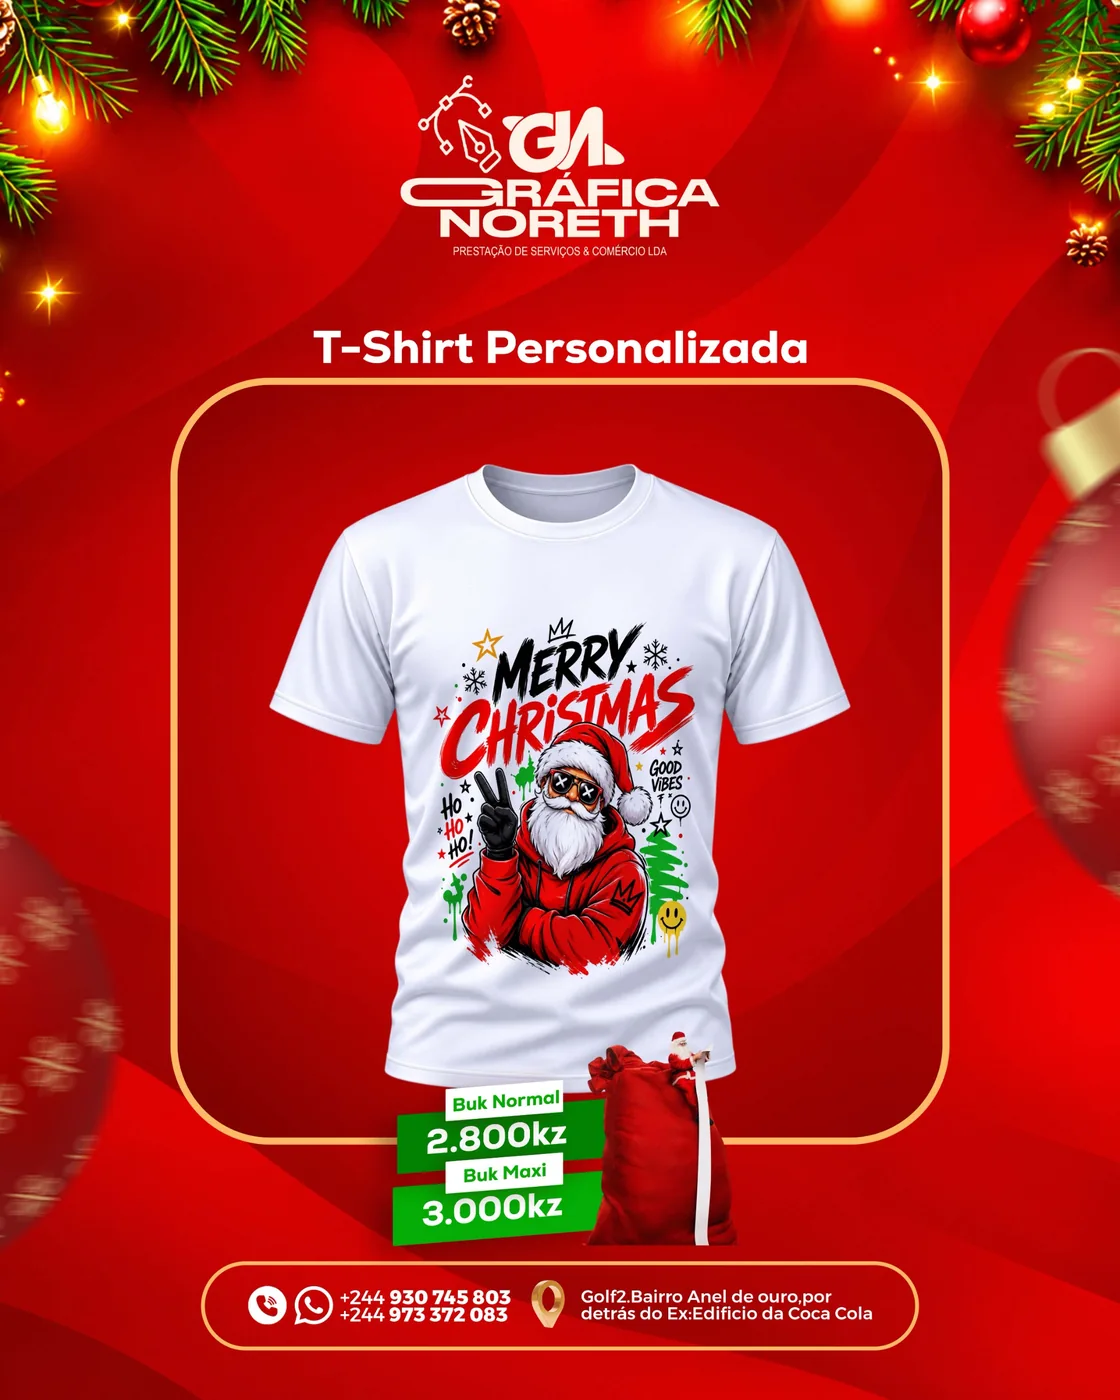 GN
GRÁFICA
NORETH
PRESTAÇÃO DE SERVIÇOS & COMÉRCIO LDA
T-Shirt Personalizada
MERRY
CHRiSTMAS
GOOD
ViBES
HO
HO
HO!
Buk Normal
2.800kz
Buk Maxi
3.000kz
+244 930 745 803
+244 973 372 083
Golf2.Bairro Anel de ouro,por
detrás do Ex:Edificio da Coca Cola